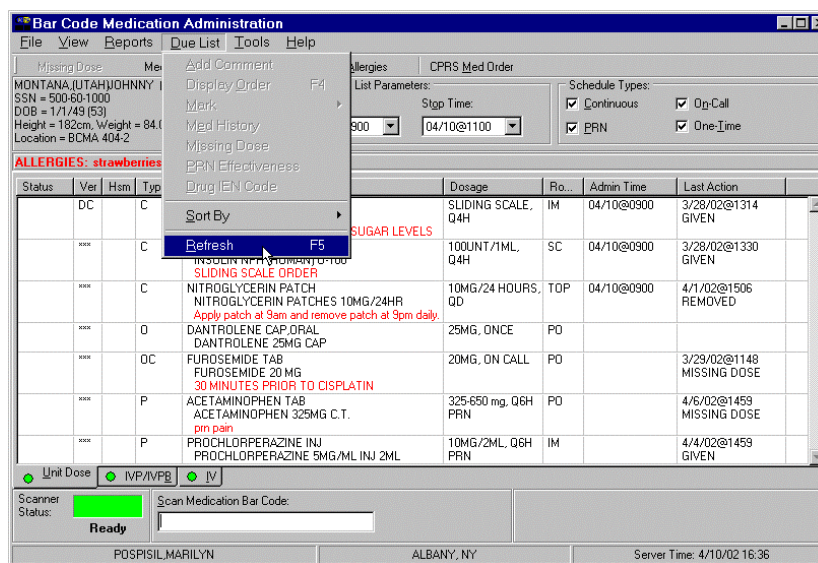 Bar Code Medication Administration
File View Reports Due List Tools Help
Missing Dose Me Allergies CPRS Med Order
Add Comment
Display Order F4
Mark
Med History
Missing Dose
PRN Effectiveness
Drug IEN Code
Sort By
Refresh F5
MONTANA,(UTAH)JOHNNY
SSN = 500-60-1000
DOB = 1/1/49 (53)
Height = 182cm, Weight = 84.
Location = BCMA 404-2
List Parameters:
Stop Time:
900 04/10@1100
Schedule Types:
Continuous On-Call
PRN One-Time
ALLERGIES: strawberries
Status Ver Hsm Typ Dosage Ro... Admin Time Last Action
DC C SLIDING SCALE, IM 04/10@0900 3/28/02@1314
Q4H GIVEN
SUGAR LEVELS
*** C 100UNT/1ML, SC 04/10@0900 3/28/02@1330
INSULIN NPH (HUMAN) U-100 Q4H GIVEN
SLIDING SCALE ORDER
*** C NITROGLYCERIN PATCH 10MG/24 HOURS, TOP 04/10@0900 4/1/02@1506
NITROGLYCERIN PATCHES 10MG/24HR QD REMOVED
Apply patch at 9am and remove patch at 9pm daily.
*** O DANTROLENE CAP,ORAL 25MG, ONCE PO
DANTROLENE 25MG CAP
*** OC FUROSEMIDE TAB 20MG, ON CALL PO 3/29/02@1148
FUROSEMIDE 20 MG MISSING DOSE
30 MINUTES PRIOR TO CISPLATIN
*** P ACETAMINOPHEN TAB 325-650 mg, Q6H PO 4/6/02@1459
ACETAMINOPHEN 325MG C.T. PRN MISSING DOSE
prn pain
*** P PROCHLORPERAZINE INJ 10MG/2ML, Q6H IM 4/4/02@1459
PROCHLORPERAZINE 5MG/ML INJ 2ML PRN GIVEN
Unit Dose IVP/IVPB IV
Scanner
Status:
Ready
Scan Medication Bar Code:
POSPISIL,MARILYN ALBANY, NY Server Time: 4/10/02 16:36